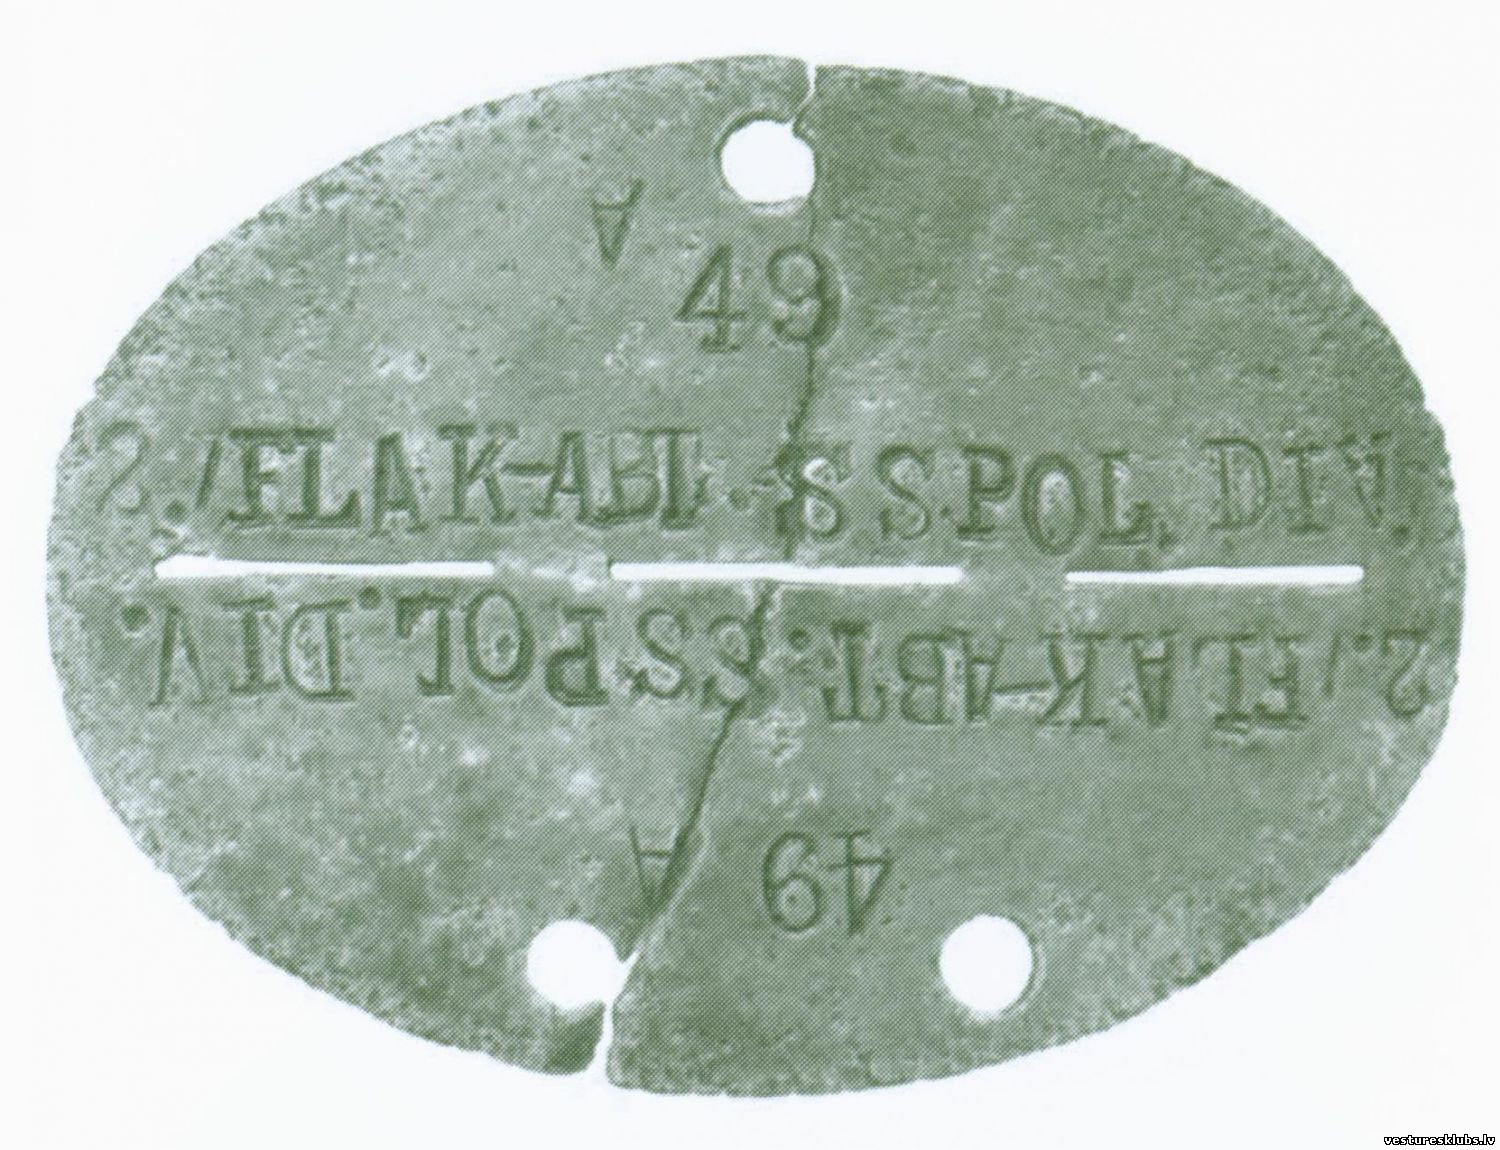 A
49
2./FLAK-ABT. SS.POL.DIV.
2./FLAK-ABT. SS.POL.DIV.
49 A
vesturesklubs.lv